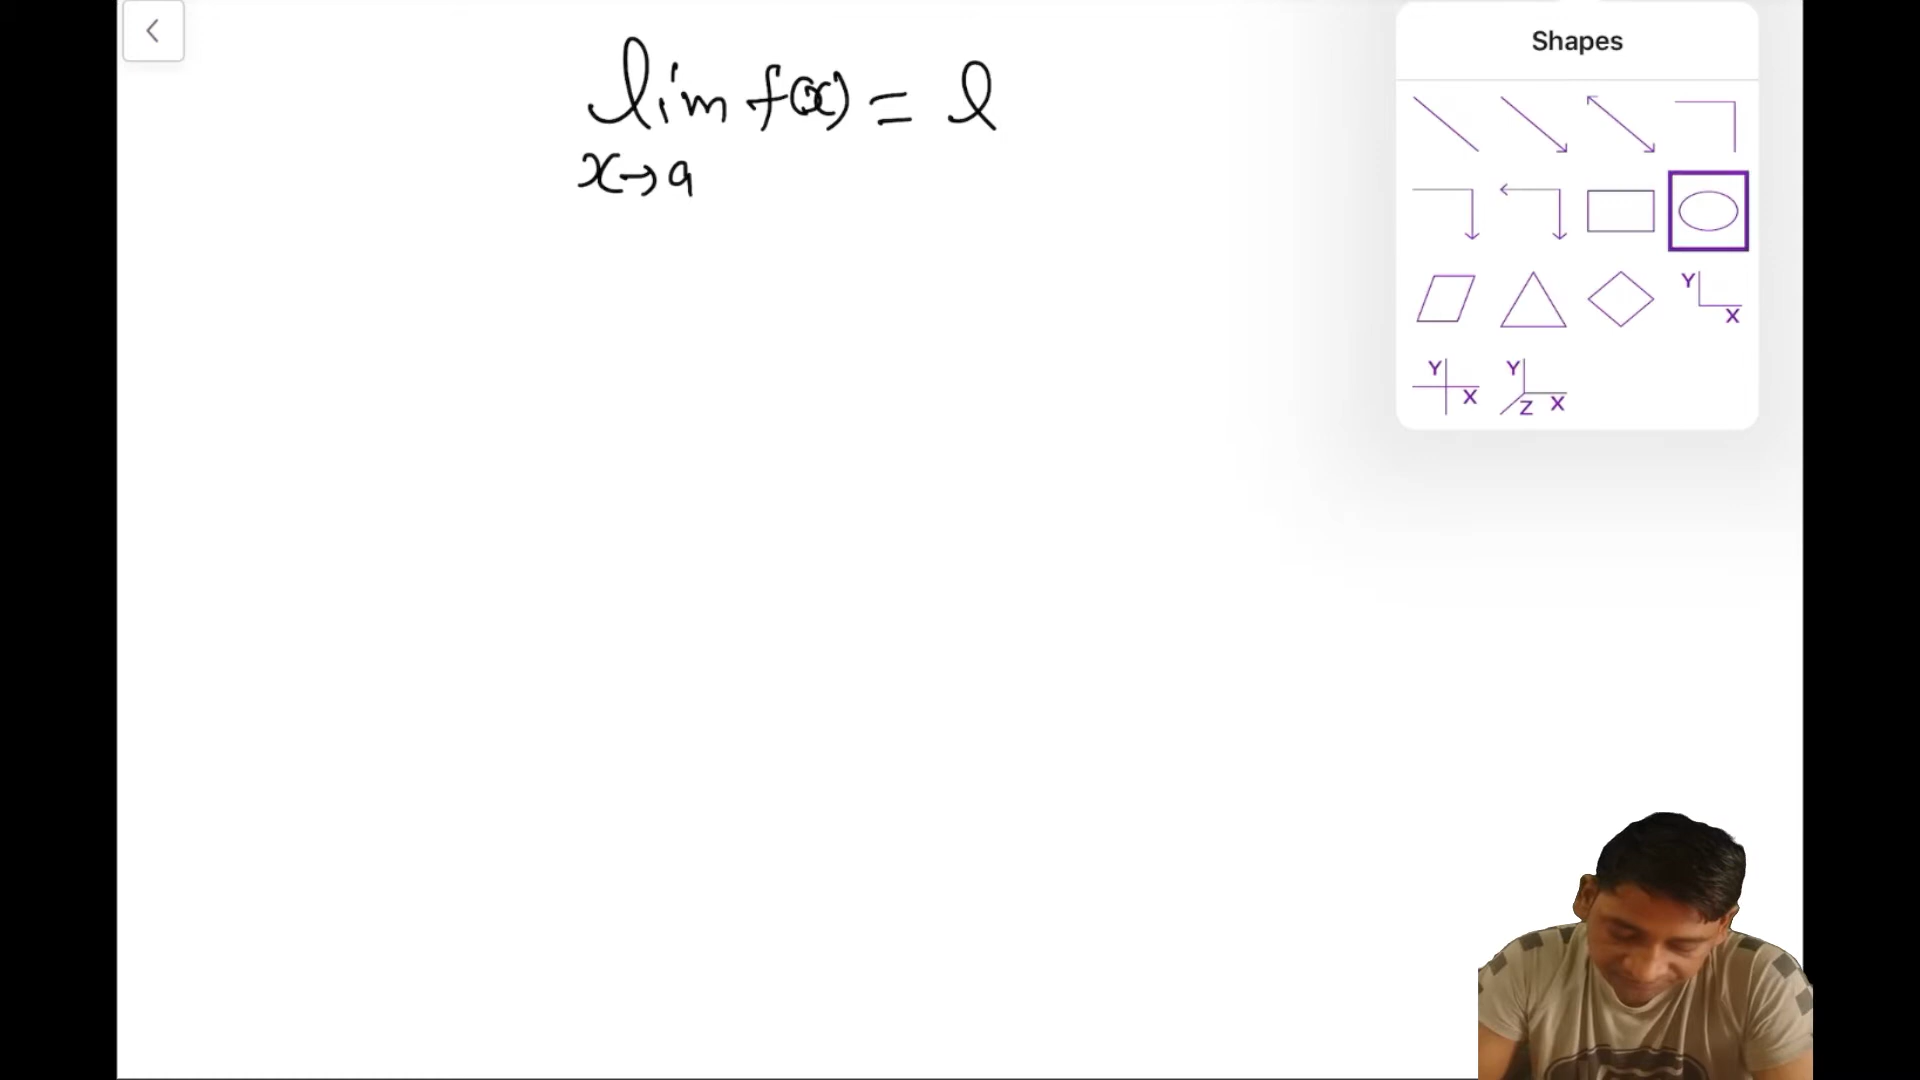 Shapes
lim f(x) = l
x→a
Y
X
Y
X
Y
Z X